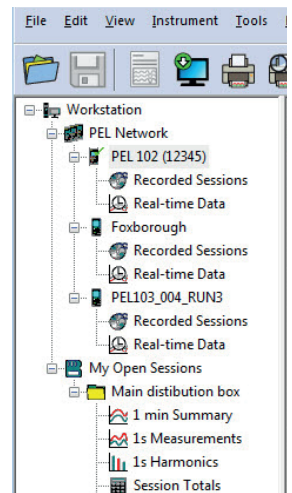 File Edit View Instrument Tools
Workstation
PEL Network
PEL 102 (12345)
Recorded Sessions
Real-time Data
Foxborough
Recorded Sessions
Real-time Data
PEL103_004_RUN3
Recorded Sessions
Real-time Data
My Open Sessions
Main distibution box
1 min Summary
1s Measurements
1s Harmonics
Session Totals